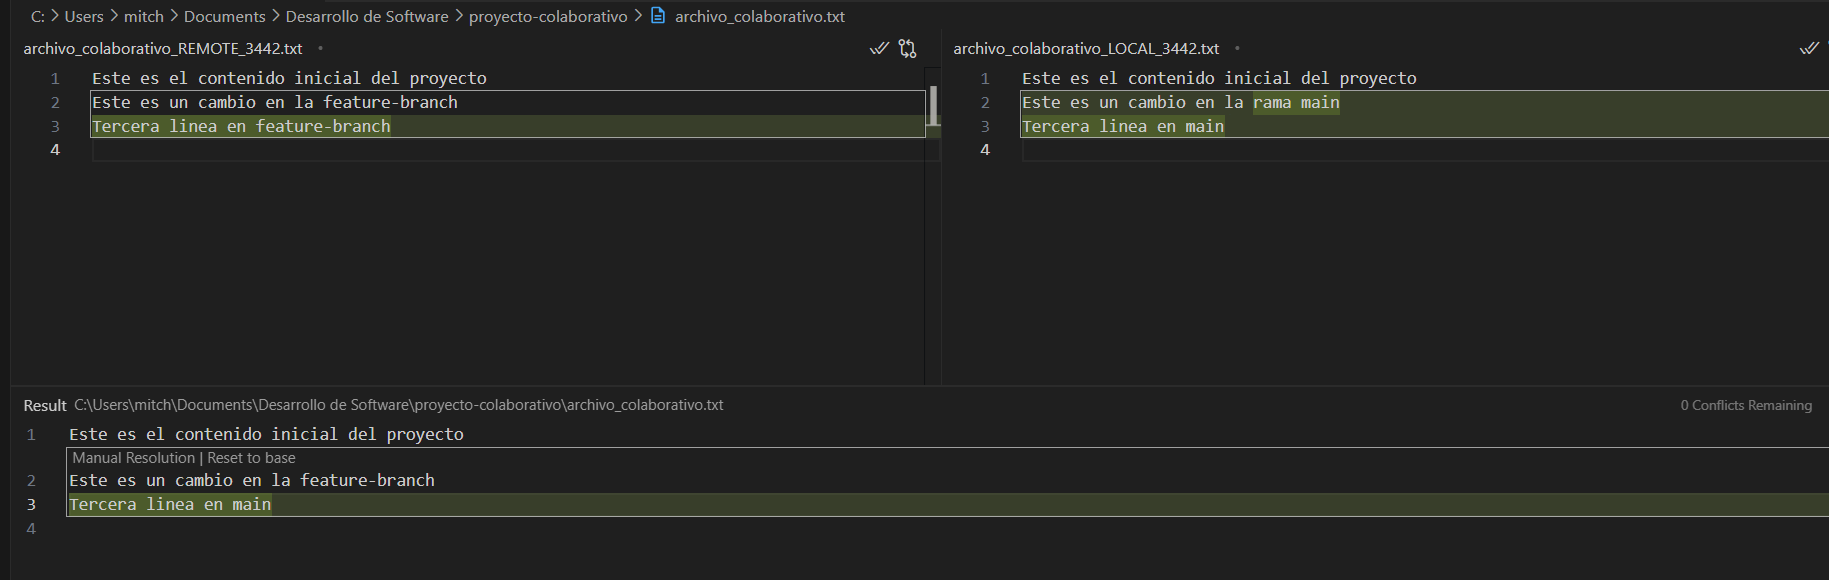 C: > Users > mitch > Documents > Desarrollo de Software > proyecto-colaborativo > archivo_colaborativo.txt
archivo_colaborativo_REMOTE_3442.txt •
1 Este es el contenido inicial del proyecto
2 Este es un cambio en la feature-branch
3 Tercera linea en feature-branch
4
archivo_colaborativo_LOCAL_3442.txt •
1 Este es el contenido inicial del proyecto
2 Este es un cambio en la rama main
3 Tercera linea en main
4
Result C:\Users\mitch\Documents\Desarrollo de Software\proyecto-colaborativo\archivo_colaborativo.txt 0 Conflicts Remaining
1 Este es el contenido inicial del proyecto
Manual Resolution | Reset to base
2 Este es un cambio en la feature-branch
3 Tercera linea en main
4